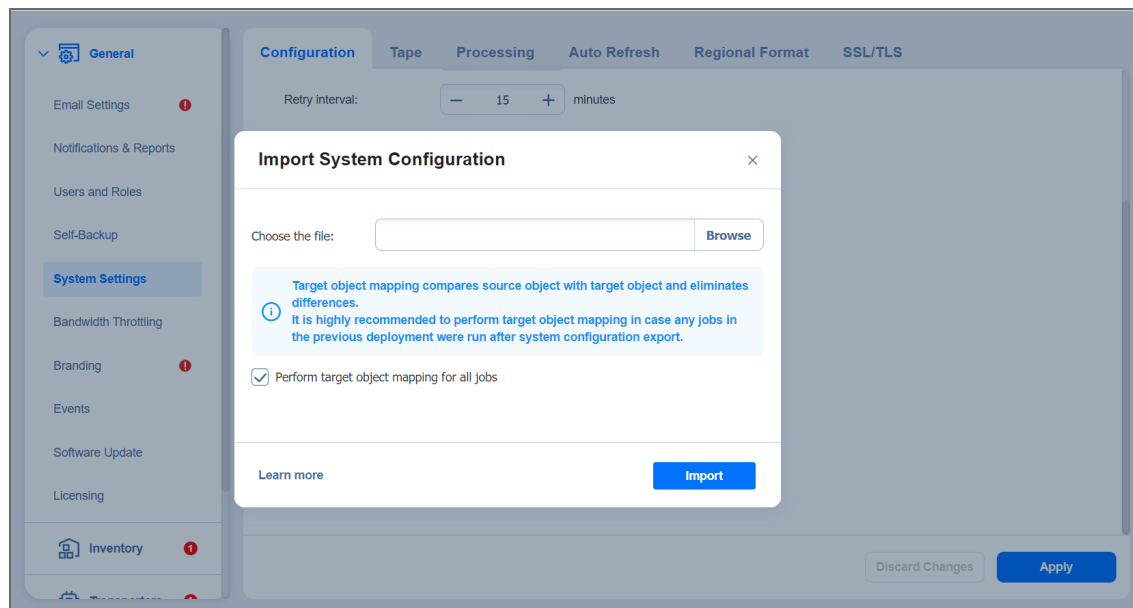 General
Email Settings
Notifications & Reports
Users and Roles
Self-Backup
System Settings
Bandwidth Throttling
Branding
Events
Software Update
Licensing
Inventory 1
Configuration Tape Processing Auto Refresh Regional Format SSL/TLS
Retry interval: 15 minutes
Import System Configuration
Choose the file: Browse
Target object mapping compares source object with target object and eliminates
differences.
It is highly recommended to perform target object mapping in case any jobs in
the previous deployment were run after system configuration export.
Perform target object mapping for all jobs
Learn more Import
Discard Changes Apply